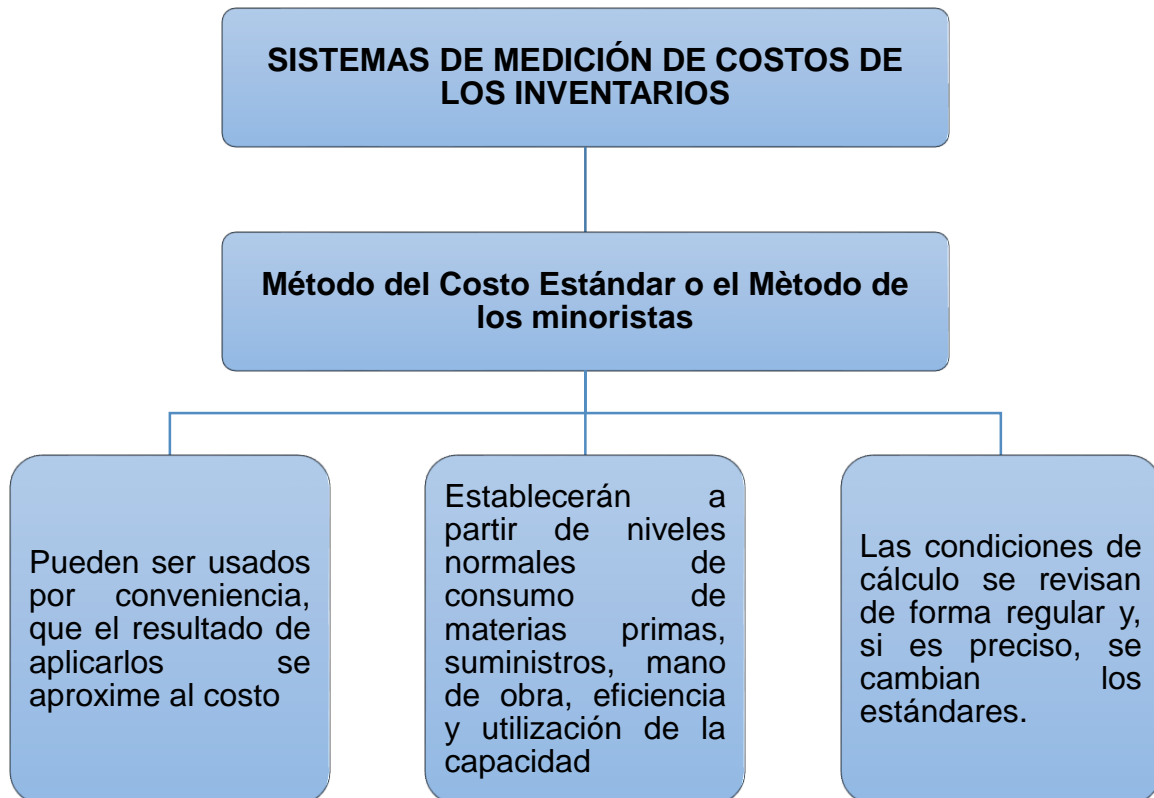 SISTEMAS DE MEDICIÓN DE COSTOS DE
LOS INVENTARIOS
Método del Costo Estándar o el Mètodo de
los minoristas
Pueden ser usados
por conveniencia,
que el resultado de
aplicarlos se
aproxime al costo
Establecerán a
partir de niveles
normales de
consumo de
materias primas,
suministros, mano
de obra, eficiencia
y utilización de la
capacidad
Las condiciones de
cálculo se revisan
de forma regular y,
si es preciso, se
cambian los
estándares.